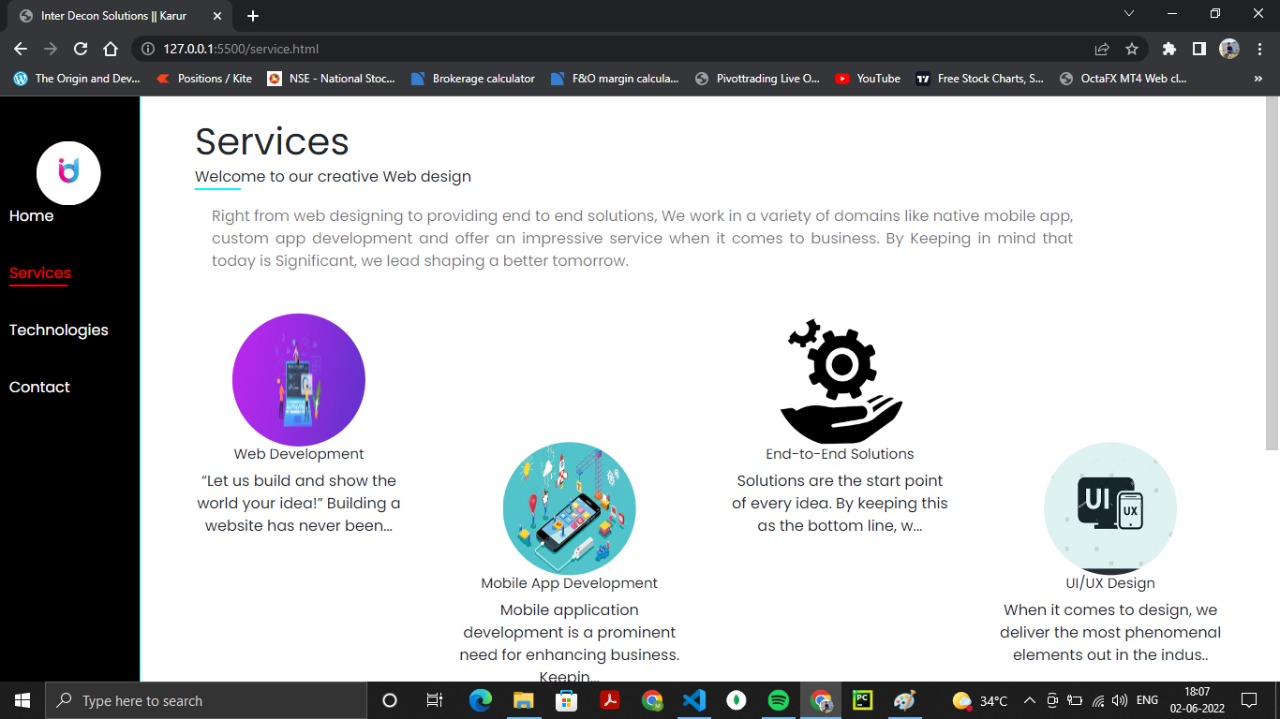 Inter Decon Solutions || Karur
127.0.0.1:5500/service.html
The Origin and Dev...
Positions / Kite
NSE - National Stoc...
Brokerage calculator
F&O margin calcula...
Pivottrading Live O...
YouTube
Free Stock Charts, S...
OctaFX MT4 Web cl...
»
id
Home
Services
Technologies
Contact
Services
Welcome to our creative Web design
Right from web designing to providing end to end solutions, We work in a variety of domains like native mobile app,
custom app development and offer an impressive service when it comes to business. By Keeping in mind that
today is Significant, we lead shaping a better tomorrow.
Web Development
“Let us build and show the
world your idea!” Building a
website has never been...
Mobile App Development
Mobile application
development is a prominent
need for enhancing business.
Keepin...
End-to-End Solutions
Solutions are the start point
of every idea. By keeping this
as the bottom line, w...
UI
UX
UI/UX Design
When it comes to design, we
deliver the most phenomenal
elements out in the indus..
Type here to search
PC
34°C
ENG
18:07
02-06-2022